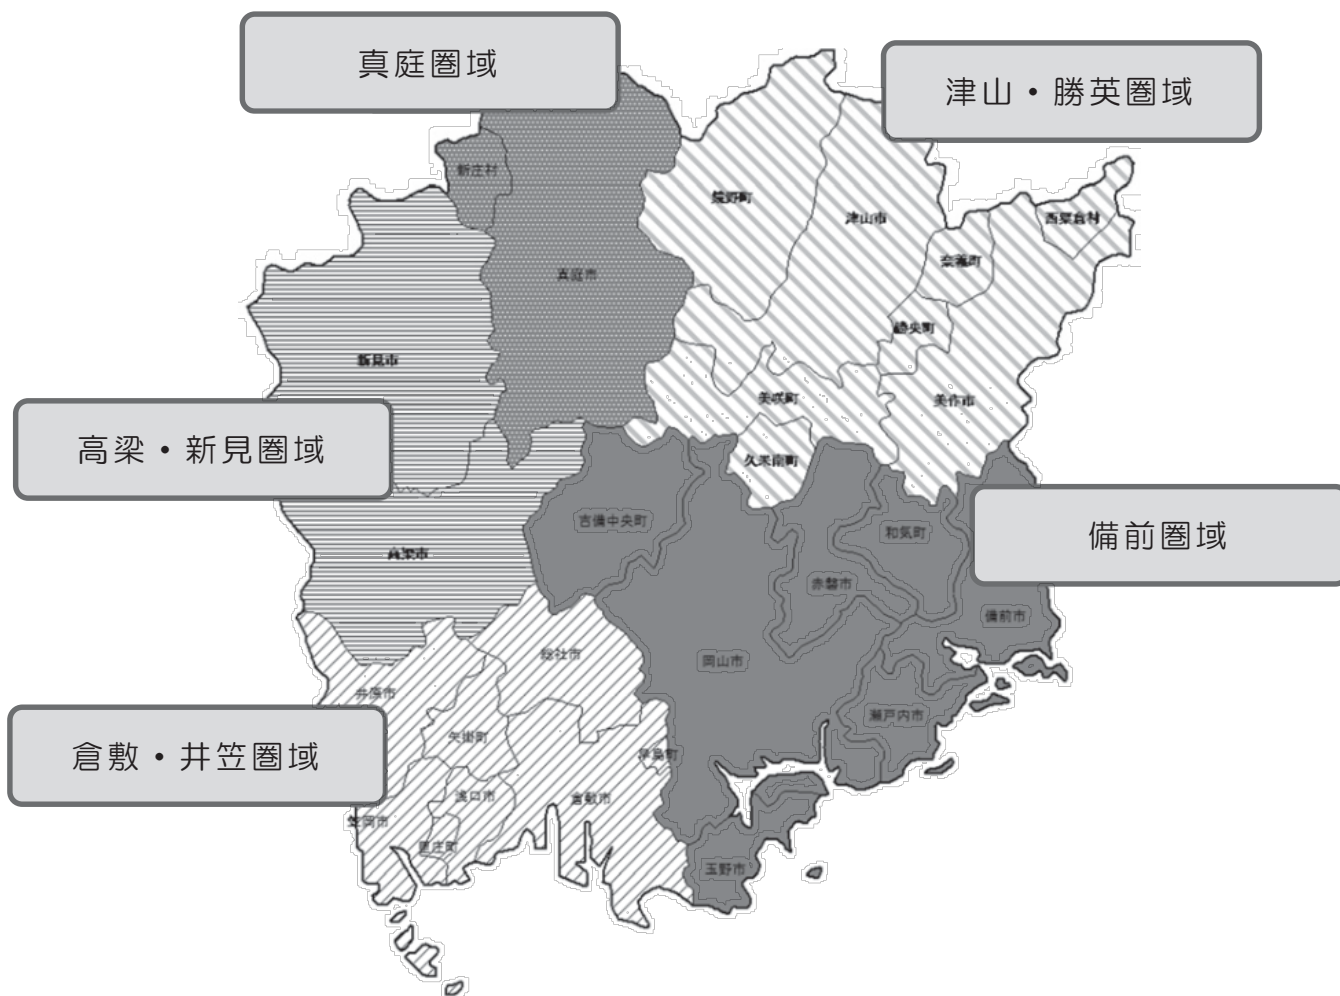 真庭圏域
津山・勝英圏域
新庄村
鏡野町
津山市
西粟倉村
奈義町
真庭市
勝央町
新見市
美咲町
美作市
高梁・新見圏域
久米南町
吉備中央町
和気町
備前圏域
高梁市
赤磐市
備前市
総社市
岡山市
井原市
瀬戸内市
倉敷・井笠圏域
矢掛町
早島町
浅口市
倉敷市
笠岡市
里庄町
玉野市